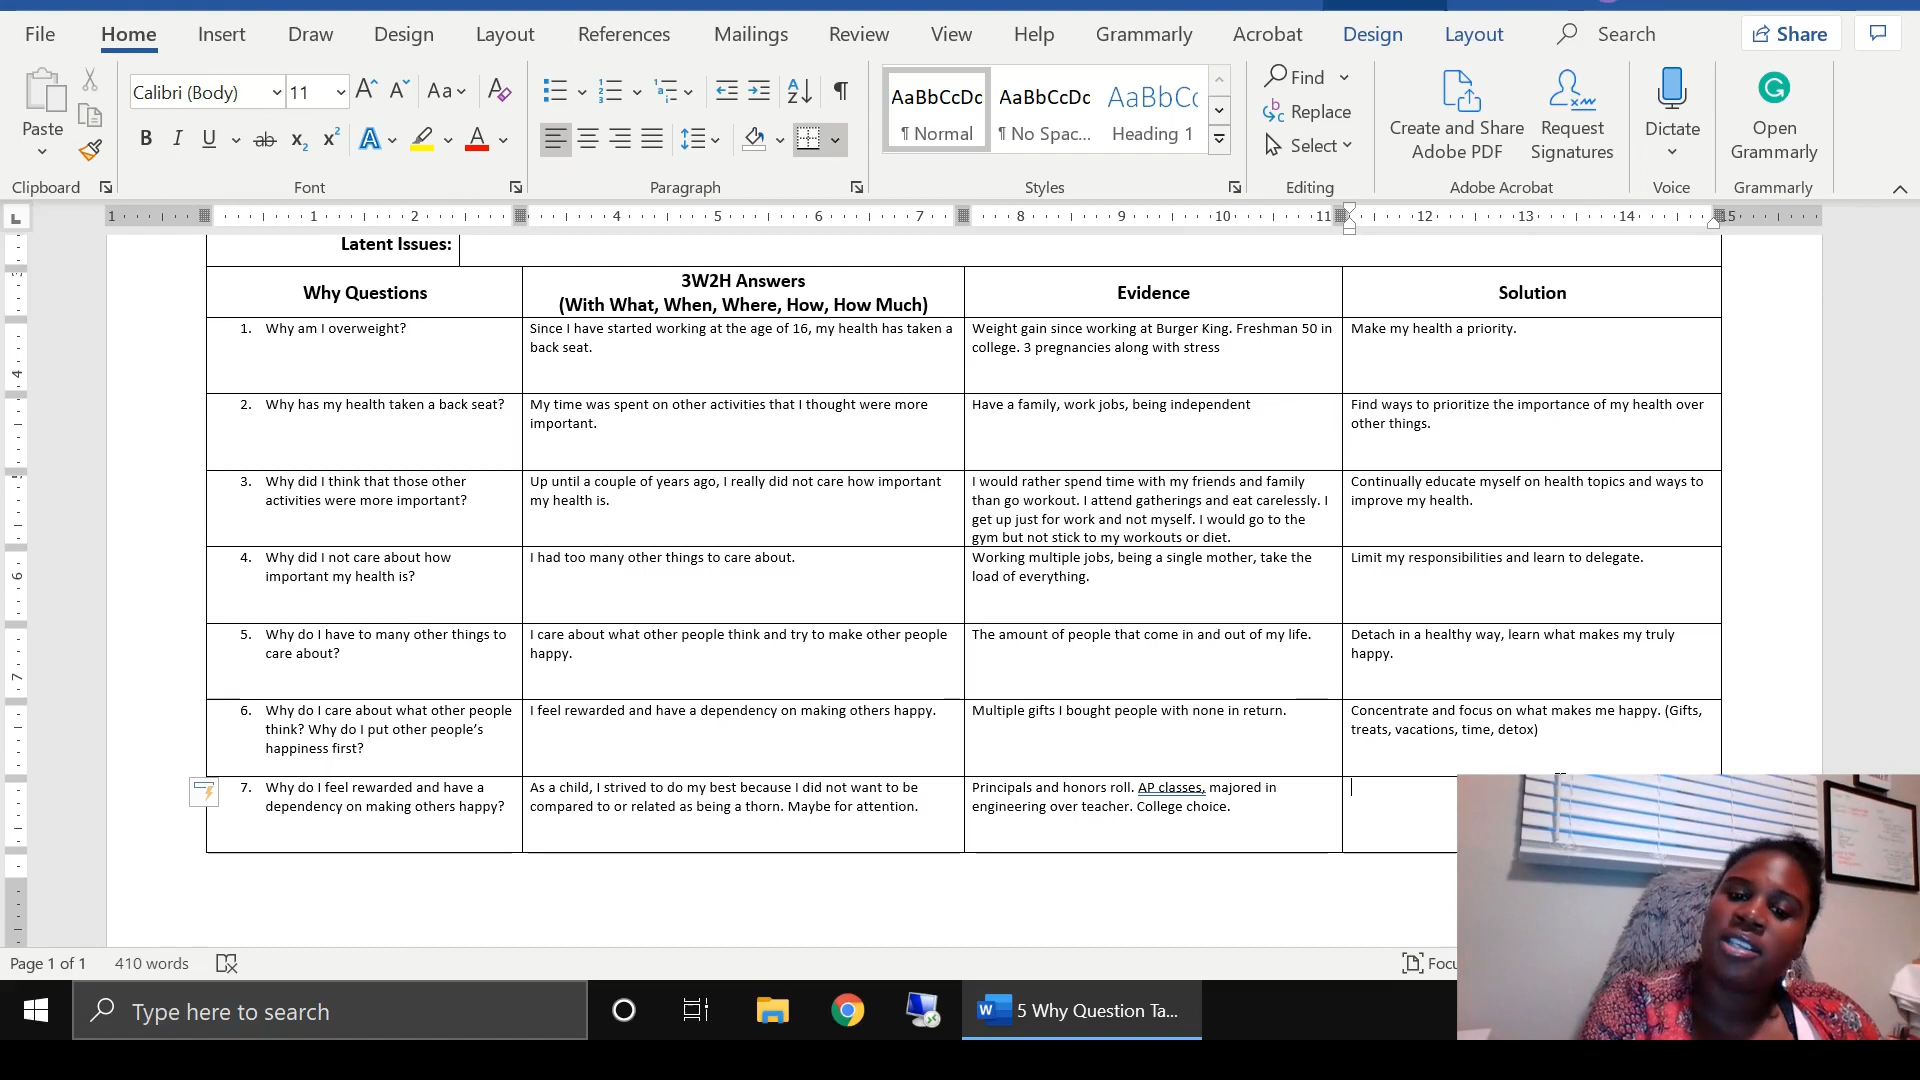 File Home Insert Draw Design Layout References Mailings Review View Help Grammarly Acrobat Design Layout Search Share
Calibri (Body) 11
Paste
AaBbCcDc AaBbCcDc AaBbCc
¶ Normal ¶ No Spac... Heading 1
Find
Replace
Select
Create and Share
Adobe PDF
Request
Signatures
Dictate
Open
Grammarly
Clipboard Font Paragraph Styles Editing Adobe Acrobat Voice Grammarly
1 1 2 4 5 6 7 8 9 10 11 12 13 14 15
Latent Issues:
Why Questions
3W2H Answers
(With What, When, Where, How, How Much)
Evidence
Solution
1. Why am I overweight?
Since I have started working at the age of 16, my health has taken a
back seat.
Weight gain since working at Burger King. Freshman 50 in
college. 3 pregnancies along with stress
Make my health a priority.
2. Why has my health taken a back seat?
My time was spent on other activities that I thought were more
important.
Have a family, work jobs, being independent
Find ways to prioritize the importance of my health over
other things.
3. Why did I think that those other
activities were more important?
Up until a couple of years ago, I really did not care how important
my health is.
I would rather spend time with my friends and family
than go workout. I attend gatherings and eat carelessly. I
get up just for work and not myself. I would go to the
gym but not stick to my workouts or diet.
Continually educate myself on health topics and ways to
improve my health.
4. Why did I not care about how
important my health is?
I had too many other things to care about.
Working multiple jobs, being a single mother, take the
load of everything.
Limit my responsibilities and learn to delegate.
5. Why do I have to many other things to
care about?
I care about what other people think and try to make other people
happy.
The amount of people that come in and out of my life.
Detach in a healthy way, learn what makes my truly
happy.
6. Why do I care about what other people
think? Why do I put other people's
happiness first?
I feel rewarded and have a dependency on making others happy.
Multiple gifts I bought people with none in return.
Concentrate and focus on what makes me happy. (Gifts,
treats, vacations, time, detox)
7. Why do I feel rewarded and have a
dependency on making others happy?
As a child, I strived to do my best because I did not want to be
compared to or related as being a thorn. Maybe for attention.
Principals and honors roll. AP classes, majored in
engineering over teacher. College choice.
Page 1 of 1 410 words Focu
Type here to search
5 Why Question Ta...